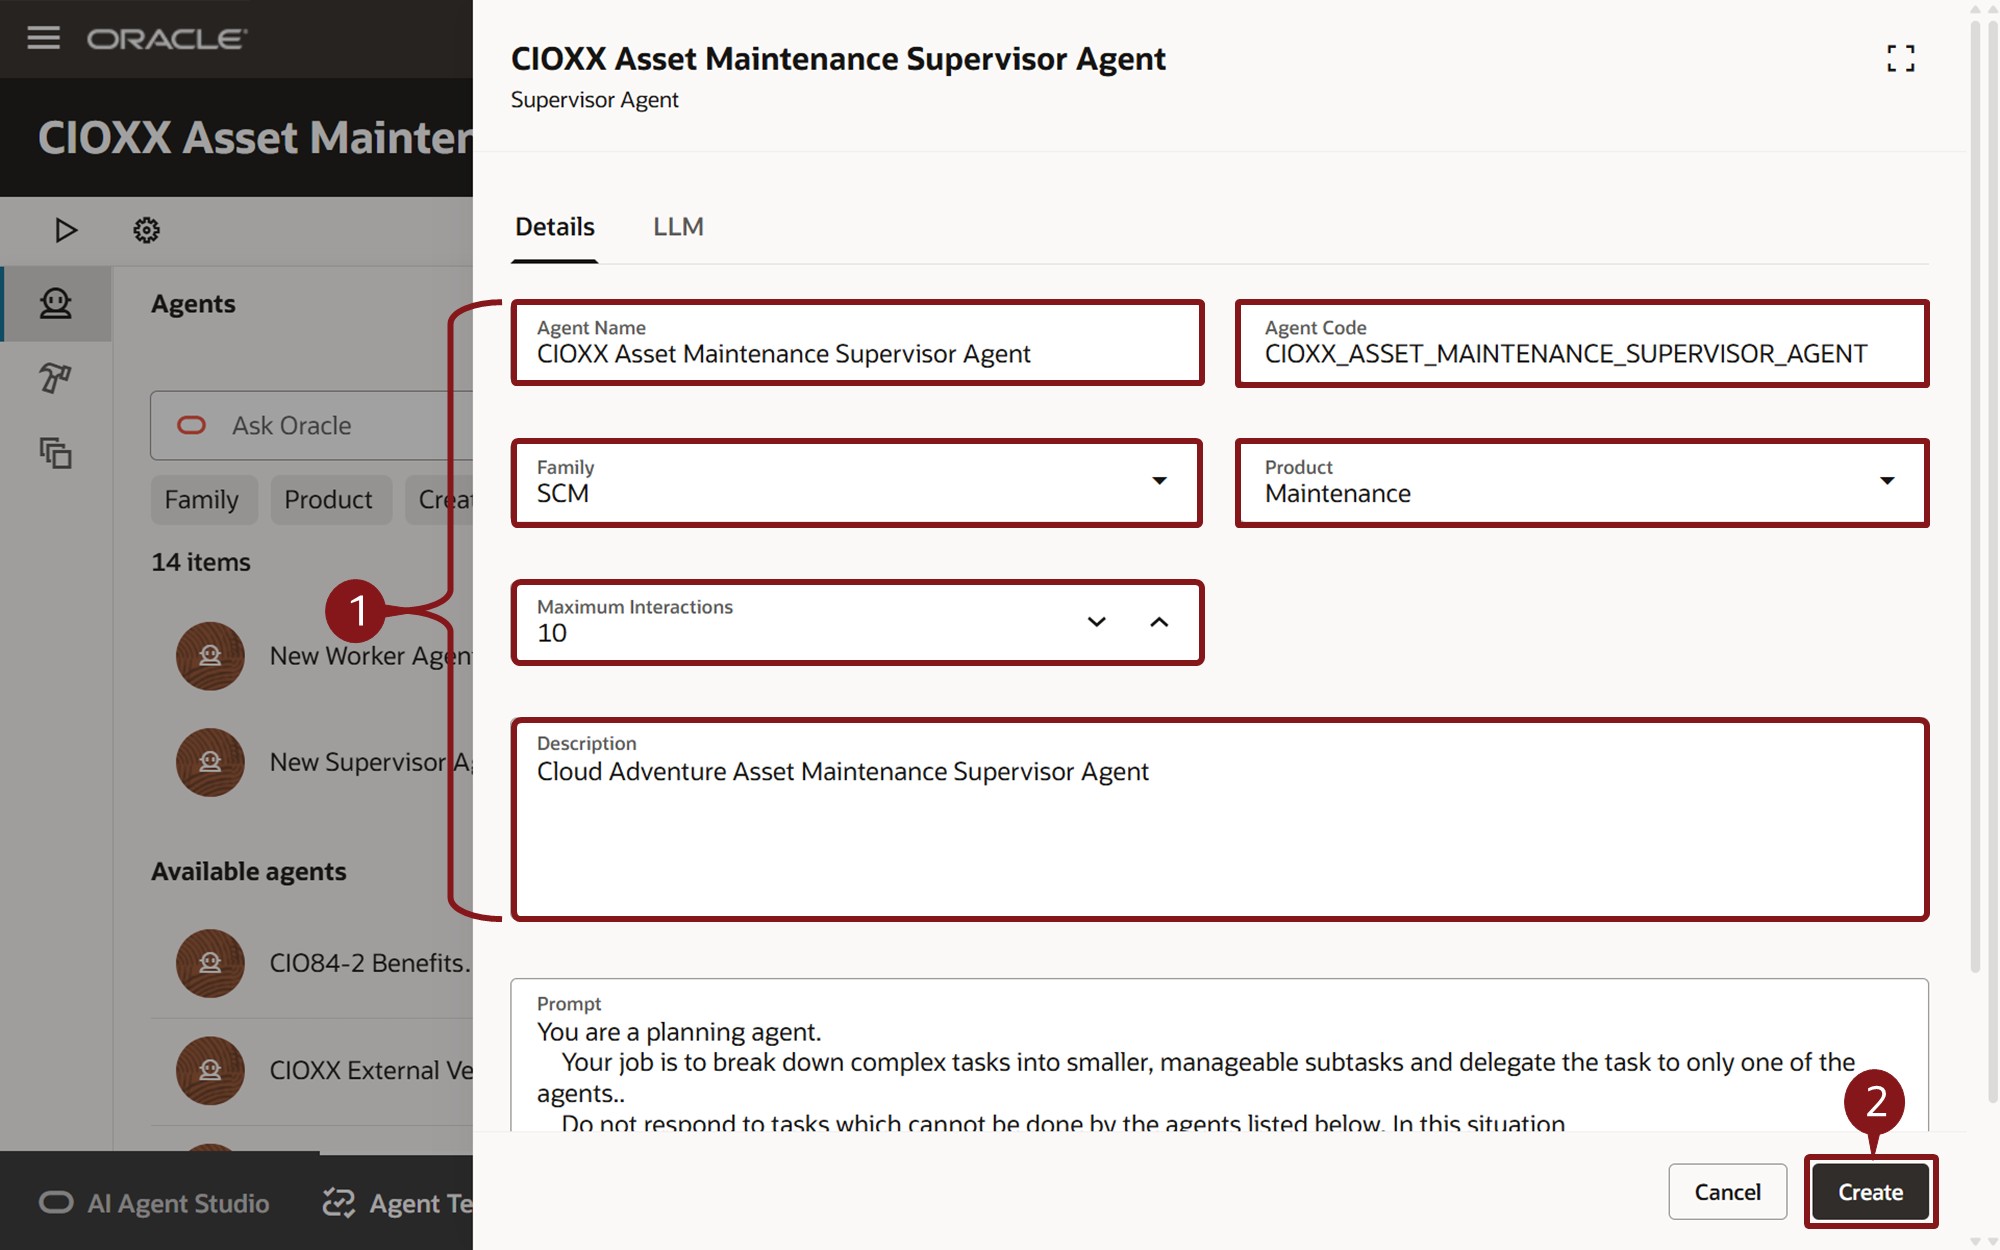 ORACLE
CIOXX Asset Mainten
Agents
Ask Oracle
Family
Product
Creat
14 items
New Worker Agent
New Supervisor Ag
Available agents
CIO84-2 Benefits.
CIOXX External Ve
AI Agent Studio
Agent Te
1
CIOXX Asset Maintenance Supervisor Agent
Supervisor Agent
Details
LLM
Agent Name
CIOXX Asset Maintenance Supervisor Agent
Agent Code
CIOXX_ASSET_MAINTENANCE_SUPERVISOR_AGENT
Family
SCM
Product
Maintenance
Maximum Interactions
10
Description
Cloud Adventure Asset Maintenance Supervisor Agent
Prompt
You are a planning agent.
Your job is to break down complex tasks into smaller, manageable subtasks and delegate the task to only one of the
agents..
Do not respond to tasks which cannot be done by the agents listed below. In this situation
2
Cancel
Create